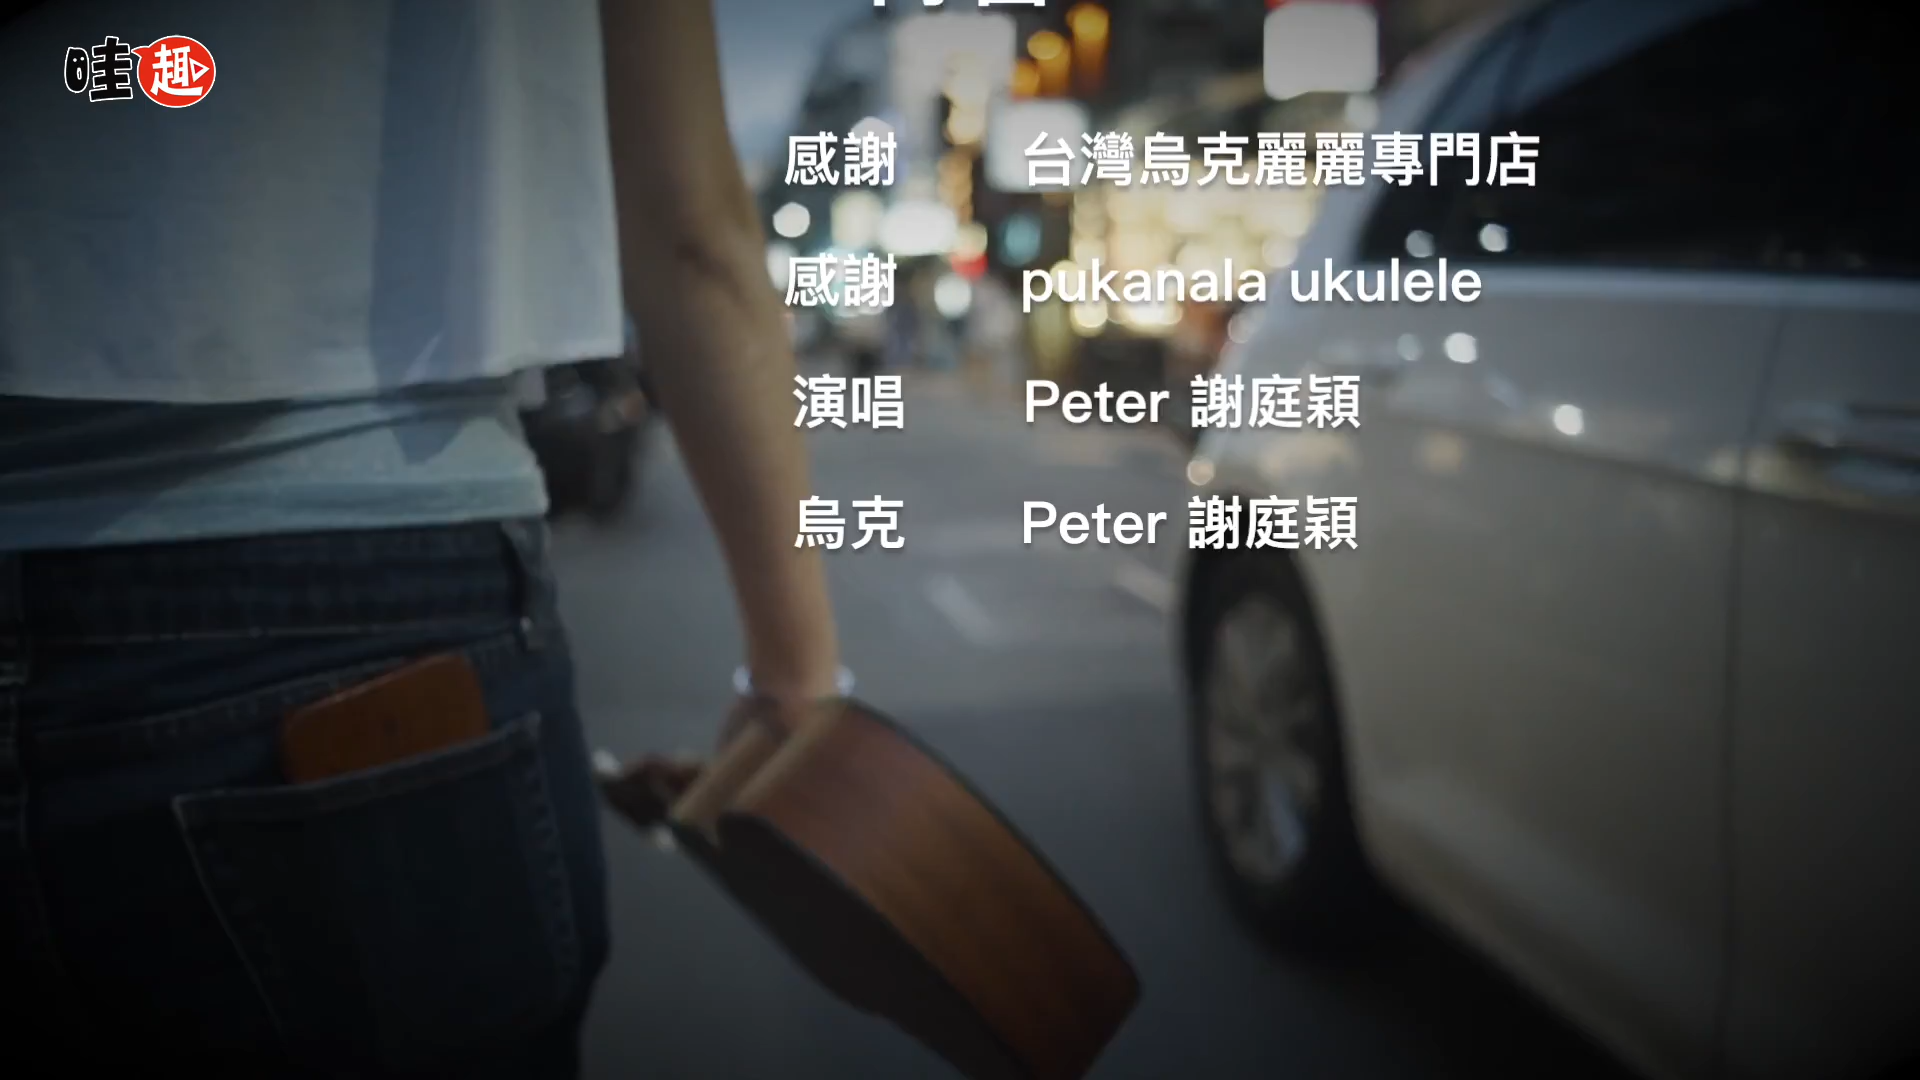 哇趣
感謝 台灣烏克麗麗專門店
感謝 pukanala ukulele
演唱 Peter 謝庭穎
烏克 Peter 謝庭穎